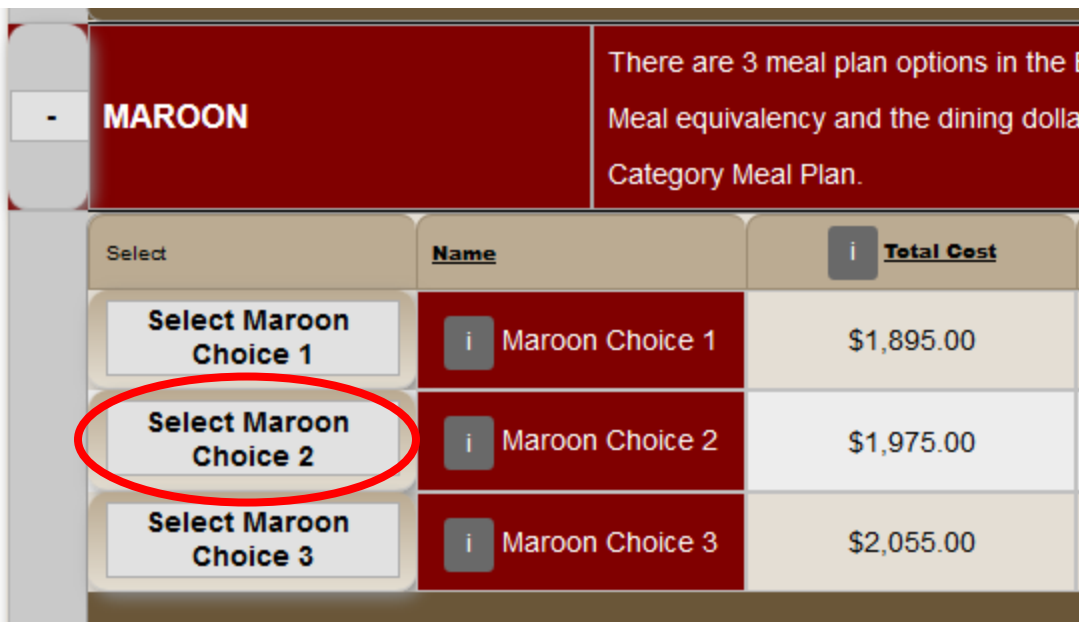 -
MAROON
There are 3 meal plan options in the
Meal equivalency and the dining dolla
Category Meal Plan.
Select
Name
i Total Cost
Select Maroon
Choice 1
i Maroon Choice 1
$1,895.00
Select Maroon
Choice 2
i Maroon Choice 2
$1,975.00
Select Maroon
Choice 3
i Maroon Choice 3
$2,055.00